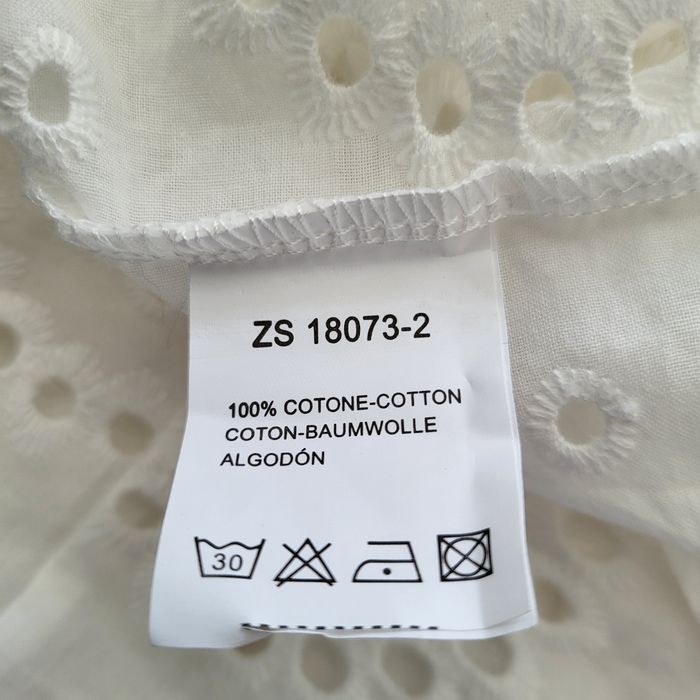 ZS 18073-2
100% COTONE-COTTON
COTON-BAUMWOLLE
ALGODÓN
30